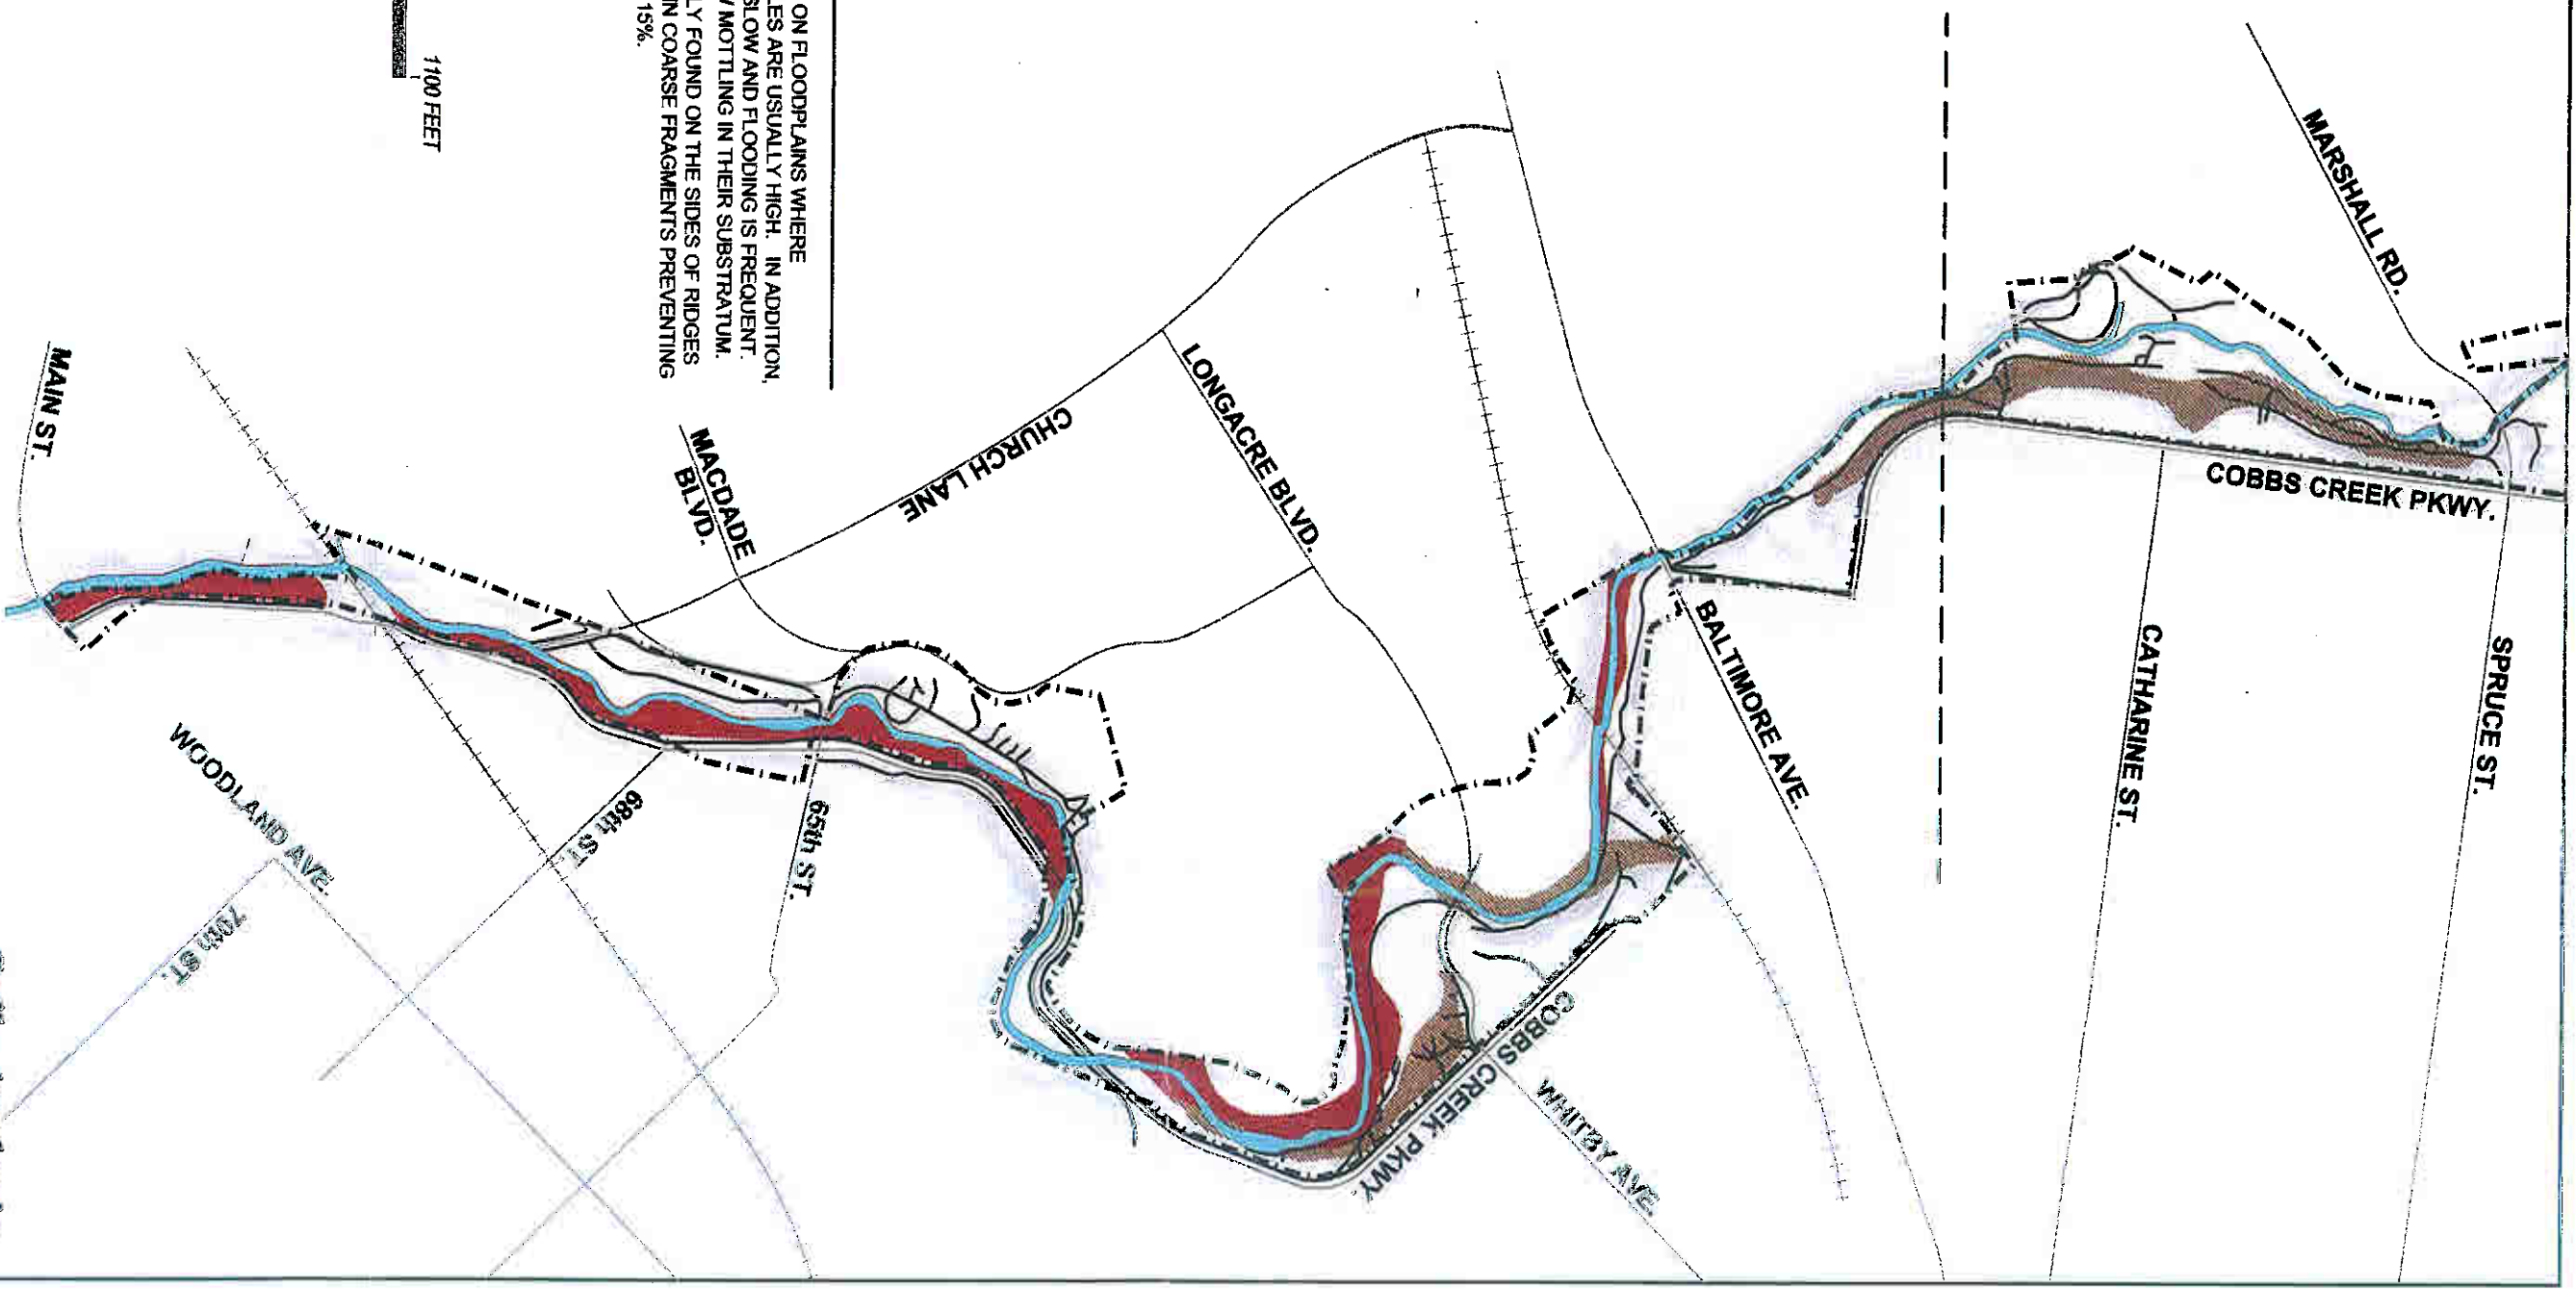 ON FLOODPLAINS WHERE
LES ARE USUALLY HIGH. IN ADDITION,
SLOW AND FLOODING IS FREQUENT.
MOTTLING IN THEIR SUBSTRATUM.
LY FOUND ON THE SIDES OF RIDGES
IN COARSE FRAGMENTS PREVENTING
15%.
1100 FEET
MARSHALL RD.
COBBS CREEK PKWY.
SPRUCE ST.
CATHARINE ST.
BALTIMORE AVE.
LONGACRE BLVD.
CHURCH LANE
MACDADE
BLVD.
MAIN ST.
WOODLAND AVE.
70th ST.
68th ST.
65th ST.
COBBS CREEK PKWY.
WHITBY AVE.